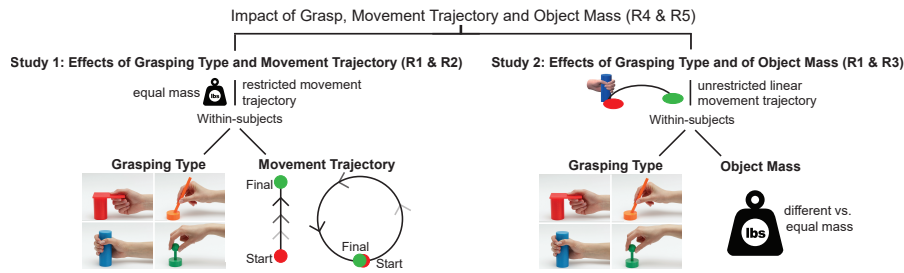 Impact of Grasp, Movement Trajectory and Object Mass (R4 & R5)
Study 1: Effects of Grasping Type and Movement Trajectory (R1 & R2)
equal mass
lbs
restricted movement
trajectory
Within-subjects
Grasping Type
Movement Trajectory
Final
Start
Final
Start
Study 2: Effects of Grasping Type and of Object Mass (R1 & R3)
unrestricted linear
movement trajectory
Within-subjects
Grasping Type
Object Mass
lbs
different vs.
equal mass